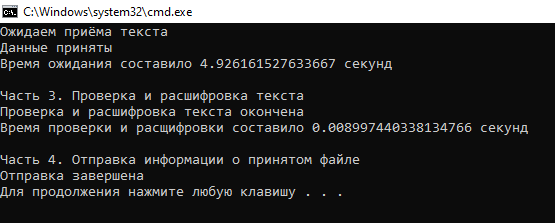 C:\Windows\system32\cmd.exe
Ожидаем приёма текста
Данные приняты
Время ожидания составило 4.926161527633667 секунд
Часть 3. Проверка и расшифровка текста
Проверка и расшифровка текста окончена
Время проверки и расщифровки составило 0.008997440338134766 секунд
Часть 4. Отправка информации о принятом файле
Отправка завершена
Для продолжения нажмите любую клавишу . . .